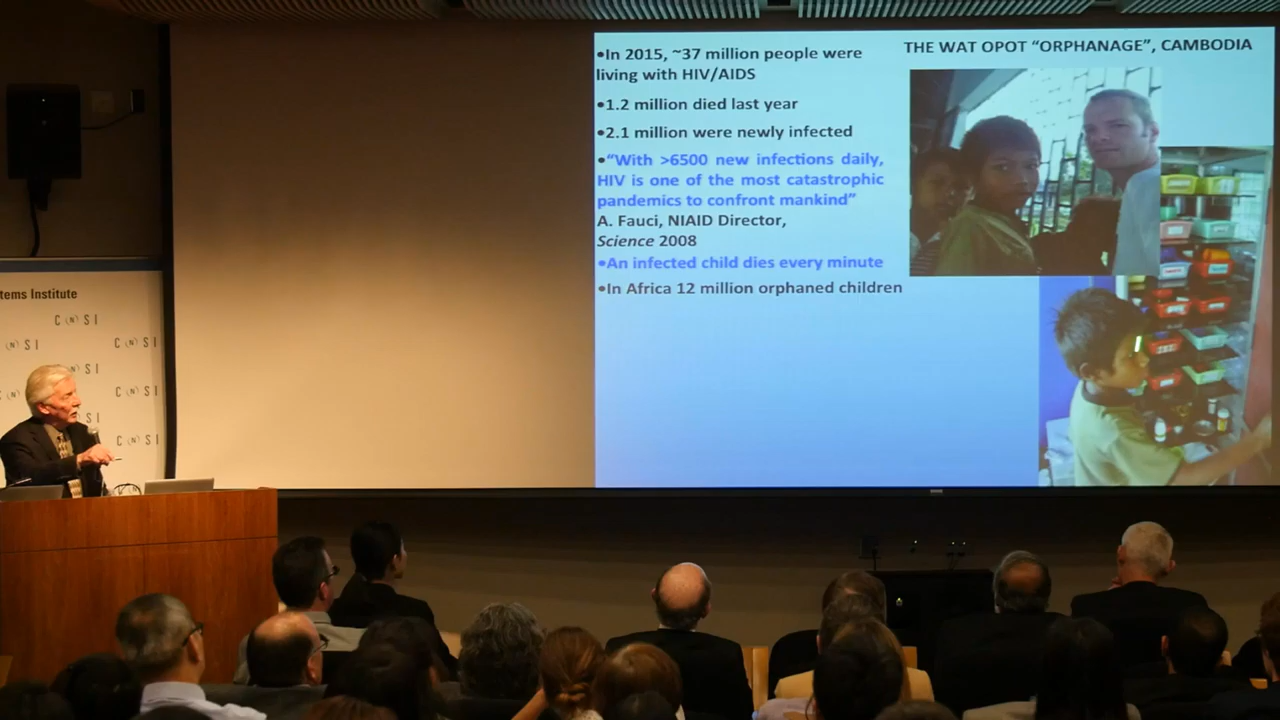 •In 2015, ~37 million people were
living with HIV/AIDS
•1.2 million died last year
•2.1 million were newly infected
•“With >6500 new infections daily,
HIV is one of the most catastrophic
pandemics to confront mankind”
A. Fauci, NIAID Director,
Science 2008
•An infected child dies every minute
•In Africa 12 million orphaned children
THE WAT OPOT “ORPHANAGE”, CAMBODIA
tems Institute
C (N) S I
(N) S I
C (N) S I
S I
C (N) S I
(N)
S I
C (N) S I